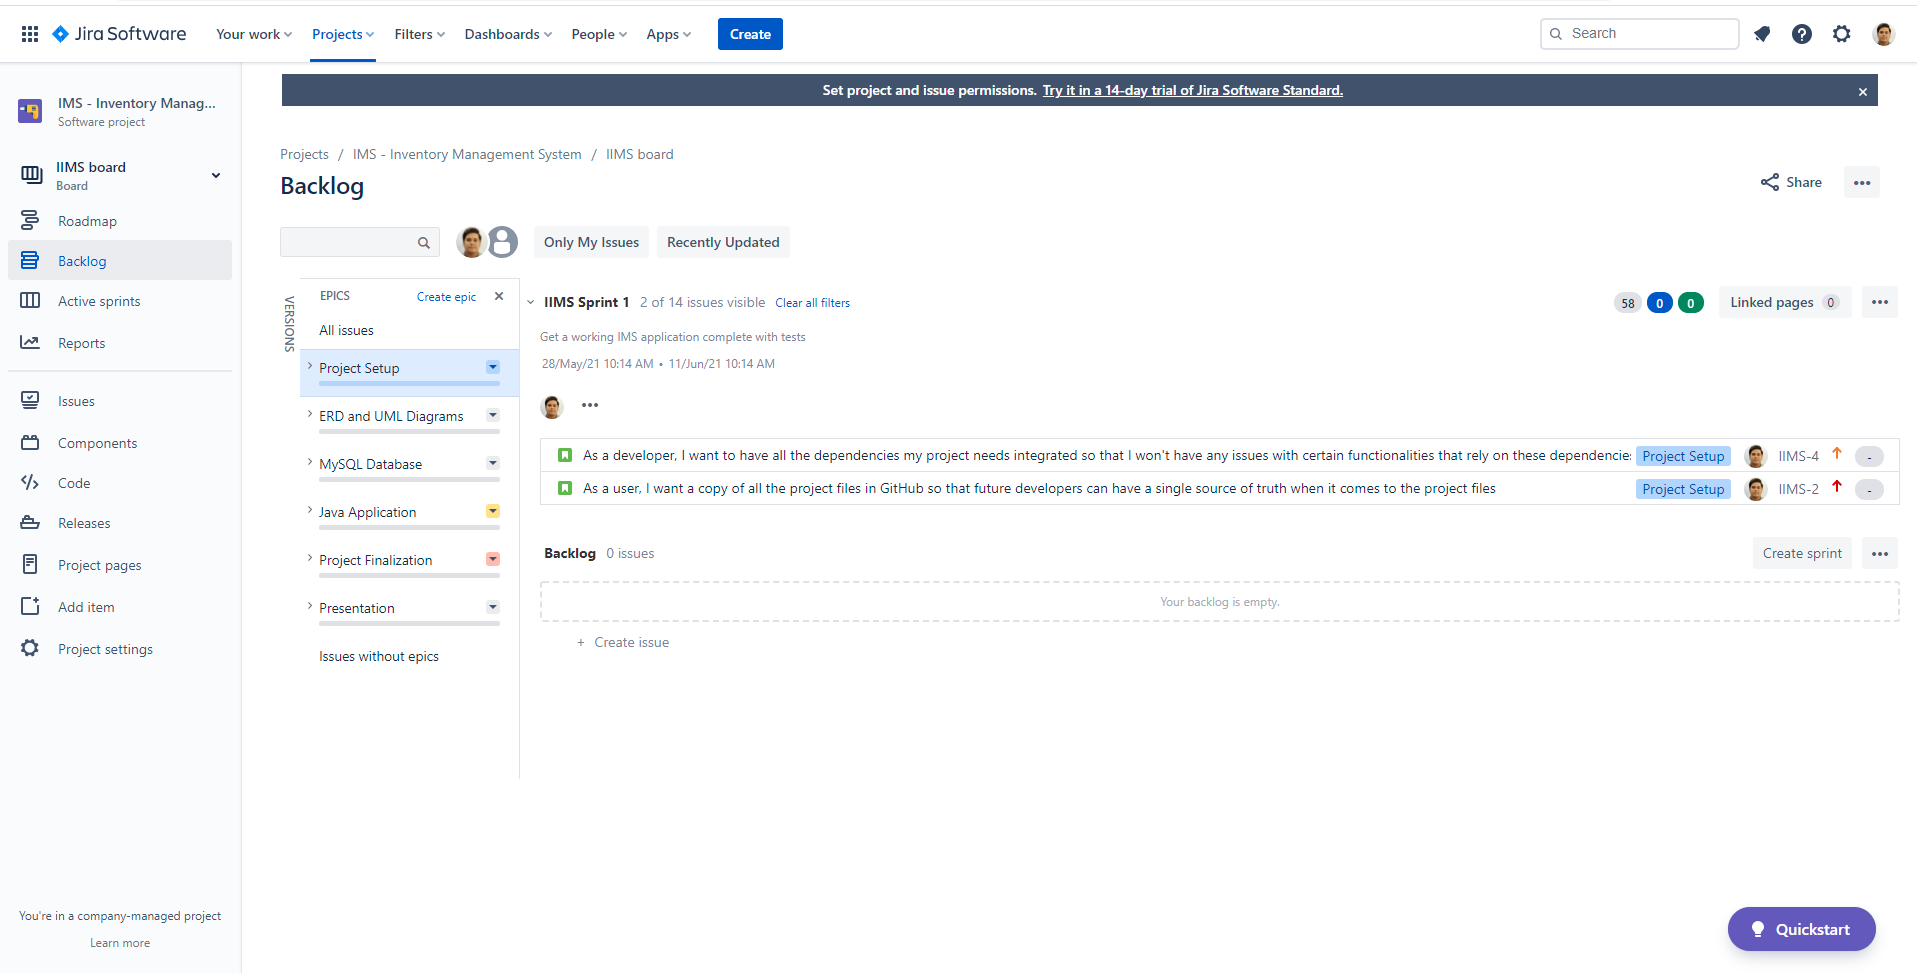 Jira Software
Your work
Projects
Filters
Dashboards
People
Apps
Create
Search
IMS - Inventory Manag...
Software project
IIMS board
Board
Roadmap
Backlog
Active sprints
Reports
Issues
Components
Code
Releases
Project pages
Add item
Project settings
You're in a company-managed project
Learn more
Set project and issue permissions. Try it in a 14-day trial of Jira Software Standard.
Projects / IMS - Inventory Management System / IIMS board
Backlog
Share
Only My Issues
Recently Updated
VERSIONS
EPICS
Create epic
All issues
Project Setup
ERD and UML Diagrams
MySQL Database
Java Application
Project Finalization
Presentation
Issues without epics
IIMS Sprint 1 2 of 14 issues visible Clear all filters
58 0 0 Linked pages 0
Get a working IMS application complete with tests
28/May/21 10:14 AM • 11/Jun/21 10:14 AM
As a developer, I want to have all the dependencies my project needs integrated so that I won't have any issues with certain functionalities that rely on these dependencies Project Setup IIMS-4 -
As a user, I want a copy of all the project files in GitHub so that future developers can have a single source of truth when it comes to the project files Project Setup IIMS-2 -
Backlog 0 issues
Create sprint
Your backlog is empty.
+ Create issue
Quickstart